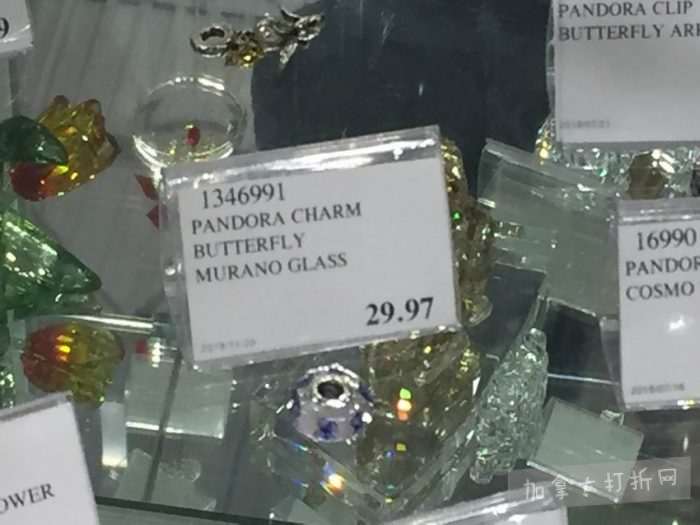 9
PANDORA CLIP
BUTTERFLY
1346991
PANDORA CHARM
BUTTERFLY
MURANO GLASS
29.97
16990
PANDOR
COSMO
OWER
加拿大打折网